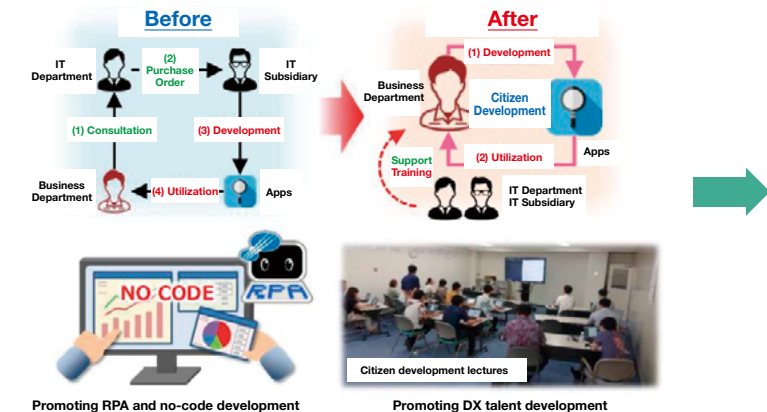 Before
IT
Department
(2)
Purchase
Order
IT
Subsidiary
(1) Consultation
(3) Development
Business
Department
(4) Utilization
Apps
After
(1) Development
Business
Department
Citizen
Development
(2) Utilization
Apps
Support
Training
IT Department
IT Subsidiary
NO CODE
RPA
Promoting RPA and no-code development
Citizen development lectures
Promoting DX talent development